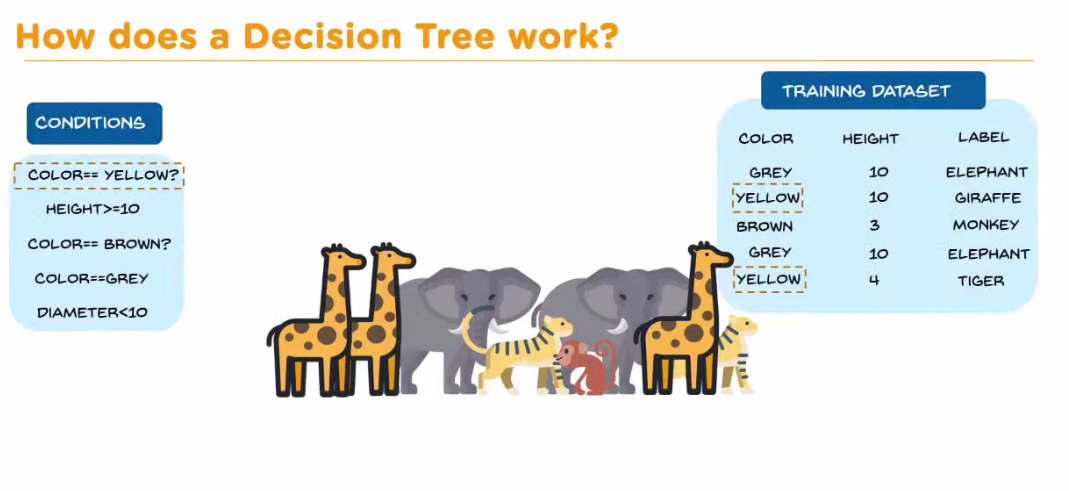 How does a Decision Tree work?
CONDITIONS
COLOR== YELLOW?
HEIGHT>=10
COLOR== BROWN?
COLOR==GREY
DIAMETER<10
TRAINING DATASET
COLOR HEIGHT LABEL
GREY 10 ELEPHANT
YELLOW 10 GIRAFFE
BROWN 3 MONKEY
GREY 10 ELEPHANT
YELLOW 4 TIGER